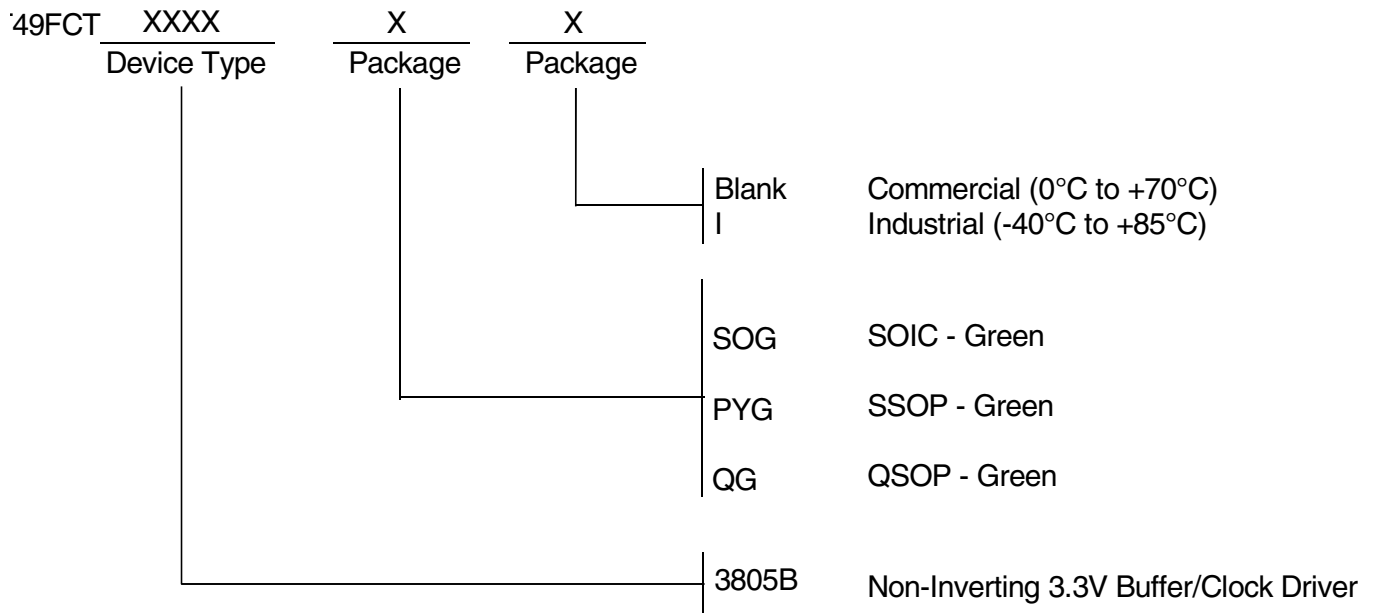 49FCT XXXX X X
Device Type Package Package
Blank Commercial (0°C to +70°C)
I Industrial (-40°C to +85°C)
SOG SOIC - Green
PYG SSOP - Green
QG QSOP - Green
3805B Non-Inverting 3.3V Buffer/Clock Driver